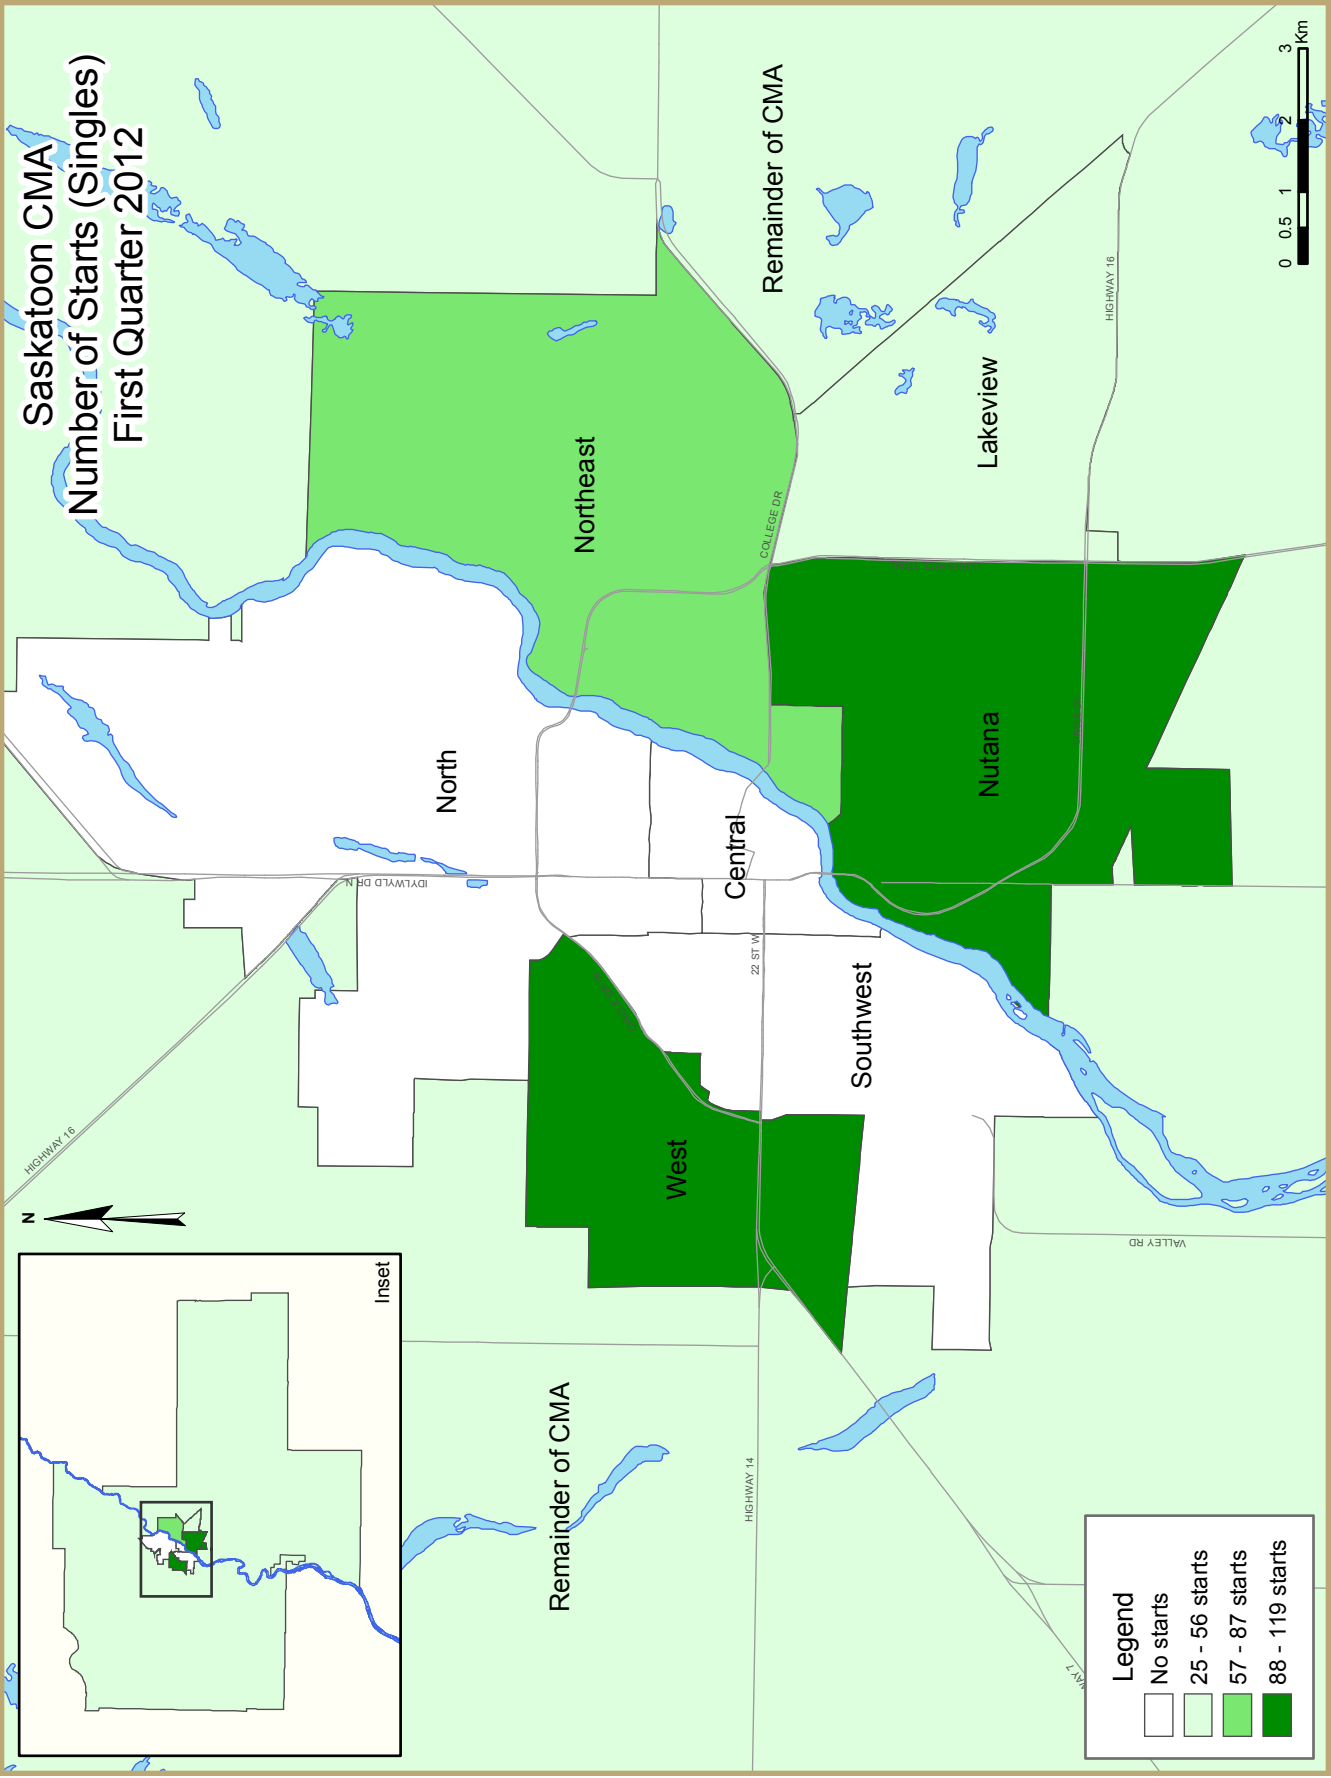 Saskatoon CMA
Number of Starts (Singles)
First Quarter 2012
N
Inset
HIGHWAY 16
IDYLWYLD DR N
North
Northeast
Remainder of CMA
Central
22 ST W
COLLEGE DR
West
Southwest
Nutana
Lakeview
HIGHWAY 16
VALLEY RD
Remainder of CMA
HIGHWAY 14
WAY 7
Legend
No starts
25 - 56 starts
57 - 87 starts
88 - 119 starts
0 0.5 1 2 3
Km